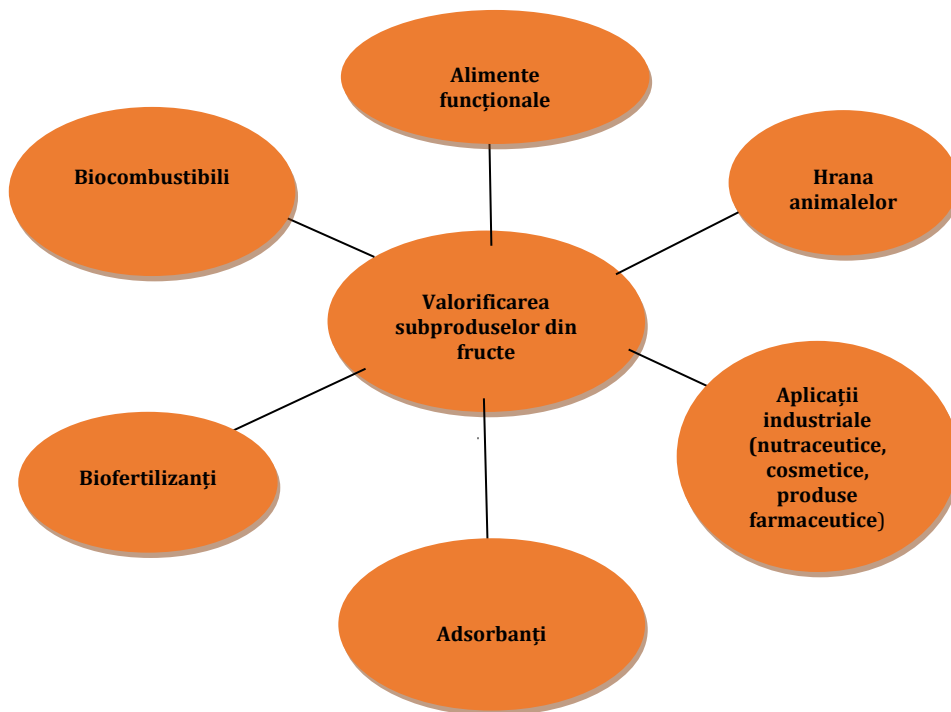 Alimente
funcționale
Biocombustibili
Hrana
animalelor
Valorificarea
subproduselor din
fructe
Aplicații
industriale
(nutraceutice,
cosmetice,
produse
farmaceutice)
Biofertilizanți
Adsorbanți